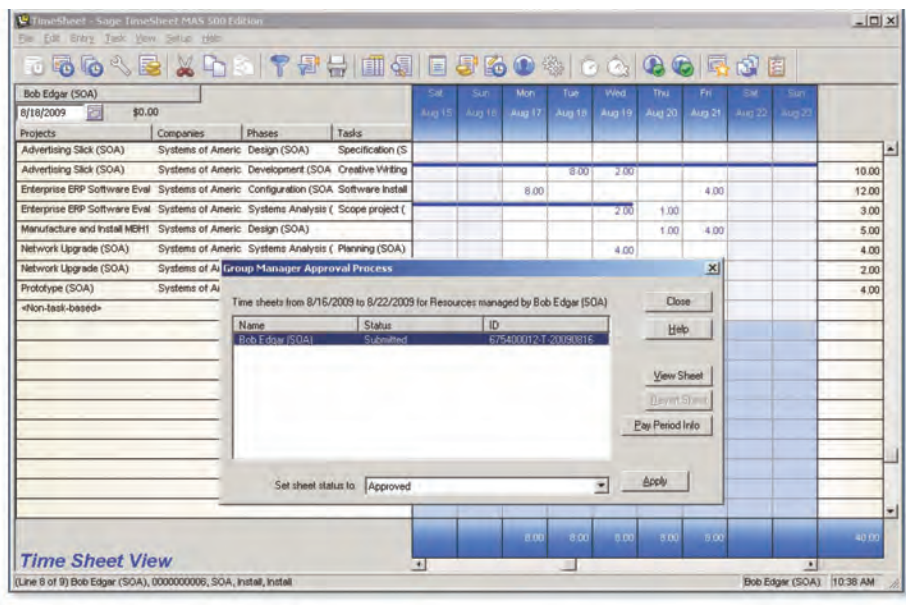 TimeSheet - Sage TimeSheet MAS 500 Edition
File Edit Entry Task View Setup Help
Bob Edgar (SOA) Sat Sun Mon Tue Wed Thu Fri Sat Sun
8/18/2009 $0.00 Aug 15 Aug 16 Aug 17 Aug 18 Aug 19 Aug 20 Aug 21 Aug 22 Aug 23
Projects Companies Phases Tasks
Advertising Slick (SOA) Systems of Americ Design (SOA) Specification (S
Advertising Slick (SOA) Systems of Americ Development (SOA Creative Writing 8.00 2.00 10.00
Enterprise ERP Software Eval Systems of Americ Configuration (SOA Software Install 8.00 4.00 12.00
Enterprise ERP Software Eval Systems of Americ Systems Analysis ( Scope project ( 2.00 1.00 3.00
Manufacture and Install MBH1 Systems of Americ Design (SOA) 1.00 4.00 5.00
Network Upgrade (SOA) Systems of Americ Systems Analysis ( Planning (SOA) 4.00 4.00
Network Upgrade (SOA) Systems of Am 2.00
Prototype (SOA) Systems of Am 4.00
<Non-task-based>
Group Manager Approval Process
Time sheets from 8/16/2009 to 8/22/2009 for Resources managed by Bob Edgar (SOA)
Close
Help
Name Status ID
Bob Edgar (SOA) Submitted 675400012-T-20090816
View Sheet
Revert Sheet
Pay Period Info
Set sheet status to Approved Apply
8.00 8.00 8.00 8.00 8.00 40.00
Time Sheet View
(Line 8 of 9) Bob Edgar (SOA), 0000000006, SOA, Install, Install Bob Edgar (SOA) 10:38 AM